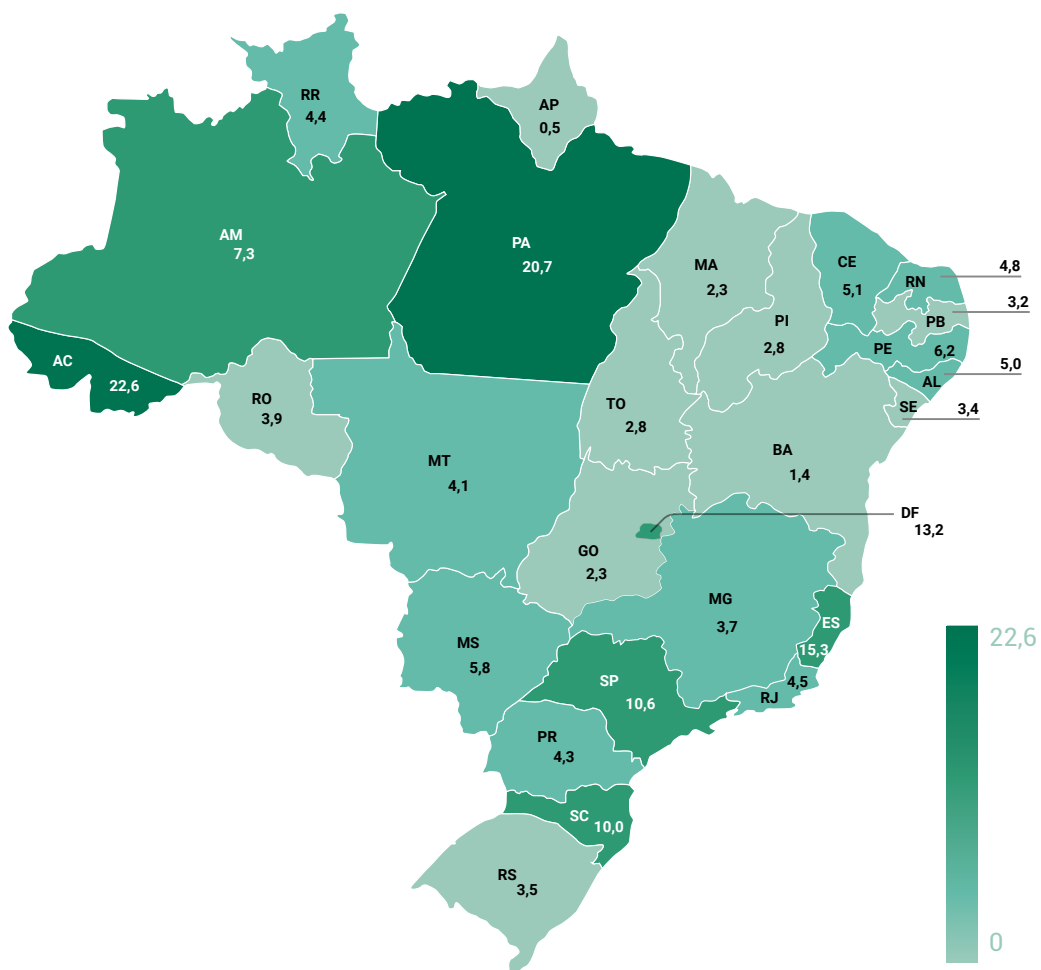 RR
4,4
AP
0,5
AM
7,3
PA
20,7
MA
2,3
CE
5,1
RN
4,8
PB
3,2
PI
2,8
PE
6,2
AL
5,0
SE
3,4
AC
22,6
RO
3,9
TO
2,8
BA
1,4
MT
4,1
DF
13,2
GO
2,3
MG
3,7
ES
15,3
MS
5,8
SP
10,6
RJ
4,5
PR
4,3
SC
10,0
RS
3,5
22,6
0